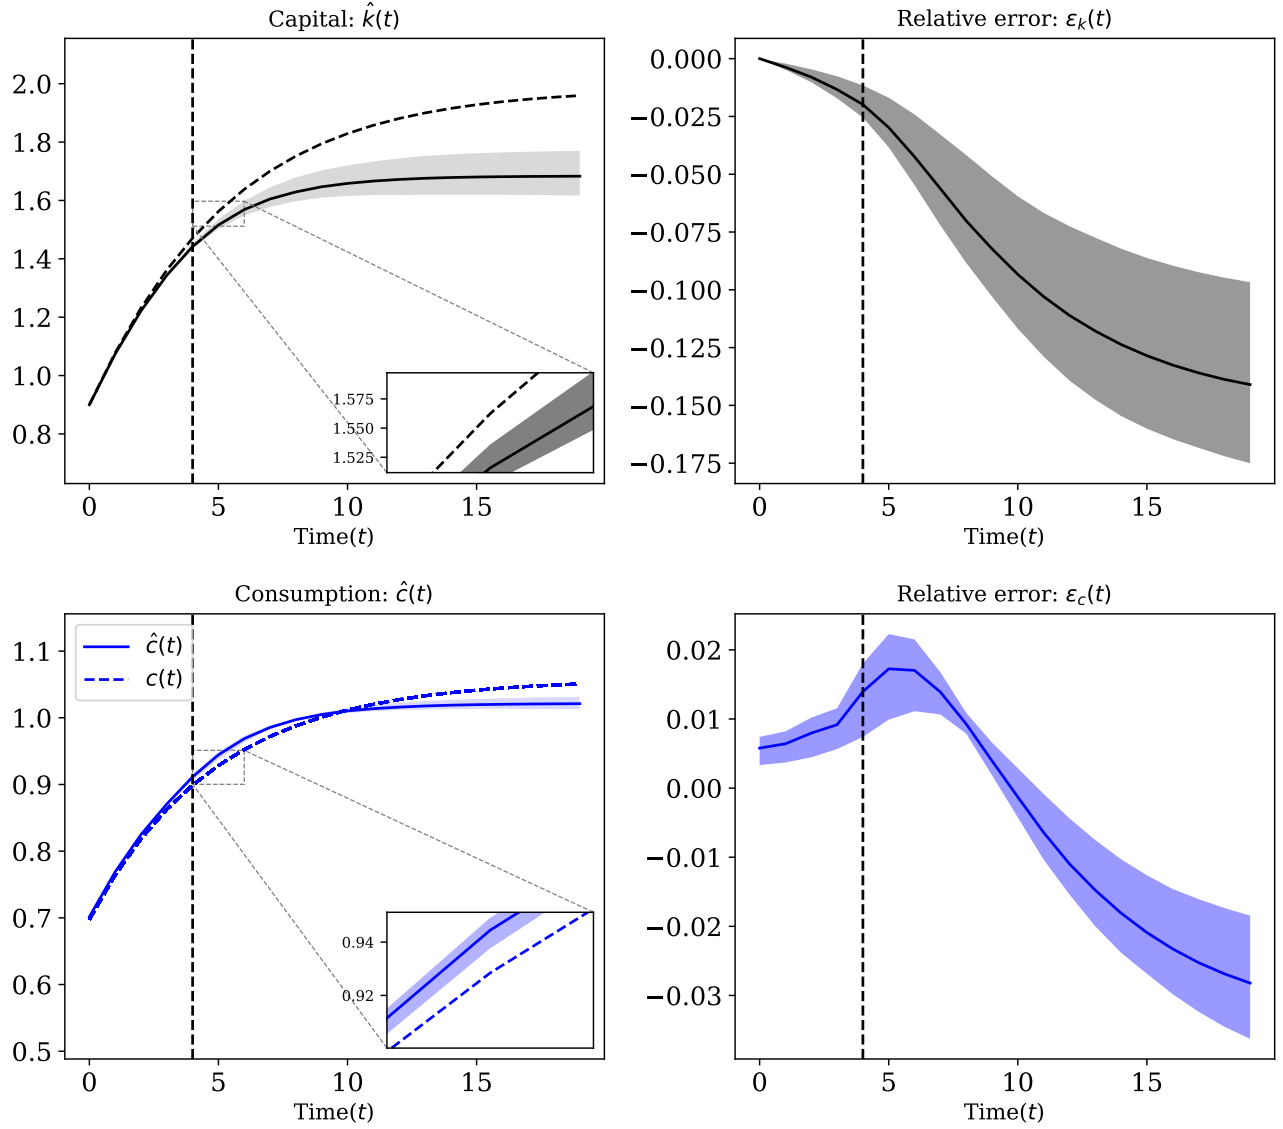 Capital: k̂(t)
2.0
1.8
1.6
1.4
1.2
1.0
0.8
1.575
1.550
1.525
0 5 10 15
Time(t)
Relative error: ε_k(t)
0.000
−0.025
−0.050
−0.075
−0.100
−0.125
−0.150
−0.175
0 5 10 15
Time(t)
Consumption: ĉ(t)
ĉ(t)
c(t)
1.1
1.0
0.9
0.8
0.7
0.6
0.5
0.94
0.92
0 5 10 15
Time(t)
Relative error: ε_c(t)
0.02
0.01
0.00
−0.01
−0.02
−0.03
0 5 10 15
Time(t)